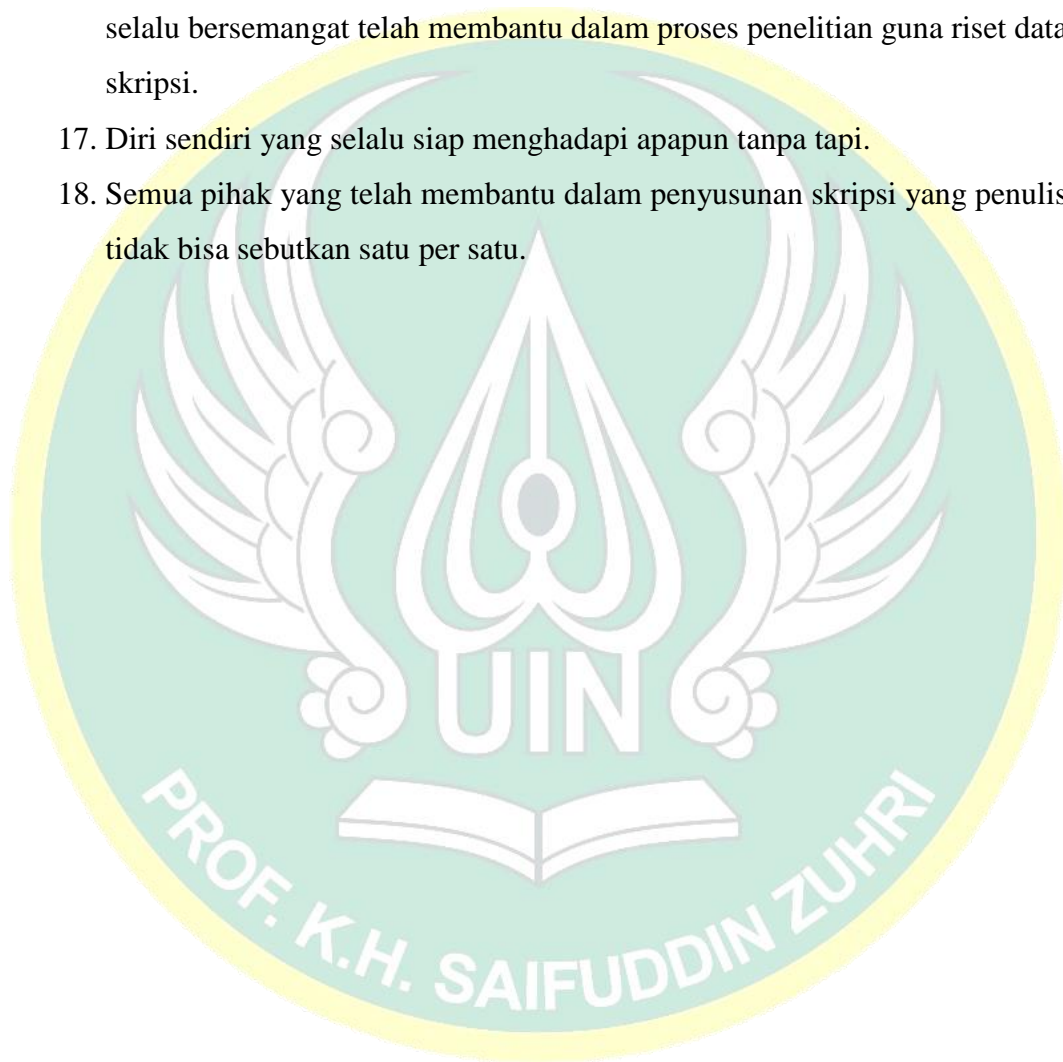 selalu bersemangat telah membantu dalam proses penelitian guna riset data
skripsi.
17. Diri sendiri yang selalu siap menghadapi apapun tanpa tapi.
18. Semua pihak yang telah membantu dalam penyusunan skripsi yang penulis
tidak bisa sebutkan satu per satu.
UIN
PROF. K.H. SAIFUDDIN ZUHRI